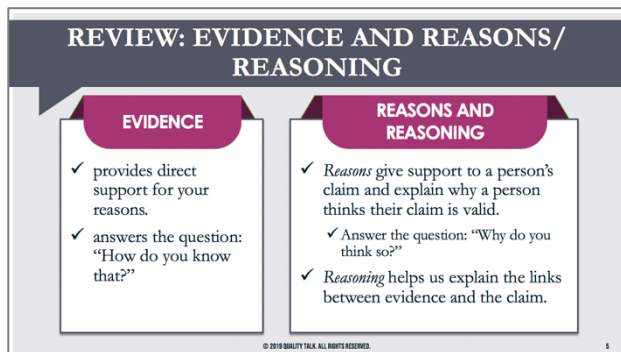 REVIEW: EVIDENCE AND REASONS/
REASONING
EVIDENCE
✓ provides direct
support for your
reasons.
✓ answers the question:
“How do you know
that?”
REASONS AND
REASONING
✓ Reasons give support to a person’s
claim and explain why a person
thinks their claim is valid.
✓ Answer the question: “Why do you
think so?”
✓ Reasoning helps us explain the links
between evidence and the claim.
© 2019 QUALITY TALK. ALL RIGHTS RESERVED.
5